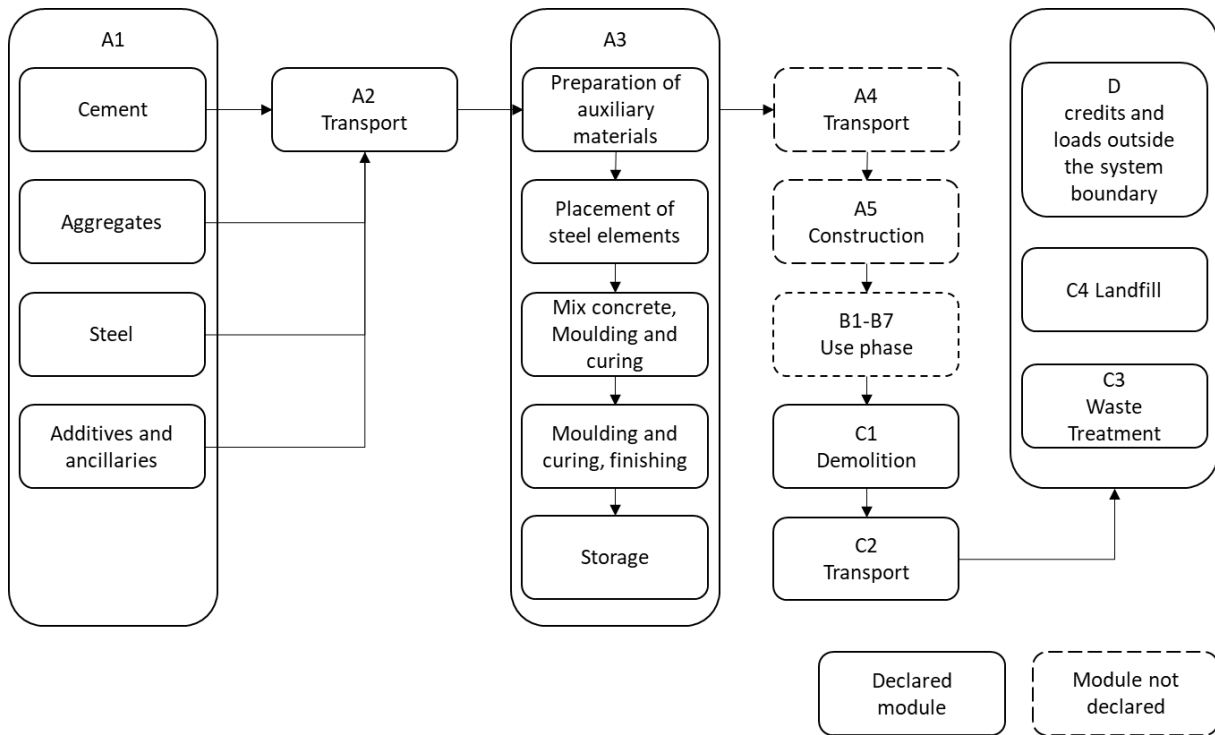 A1
Cement
Aggregates
Steel
Additives and
ancillaries
A2
Transport
A3
Preparation of
auxiliary
materials
Placement of
steel elements
Mix concrete,
Moulding and
curing
Moulding and
curing, finishing
Storage
A4
Transport
A5
Construction
B1-B7
Use phase
C1
Demolition
C2
Transport
D
credits and
loads outside
the system
boundary
C4 Landfill
C3
Waste
Treatment
Declared
module
Module not
declared